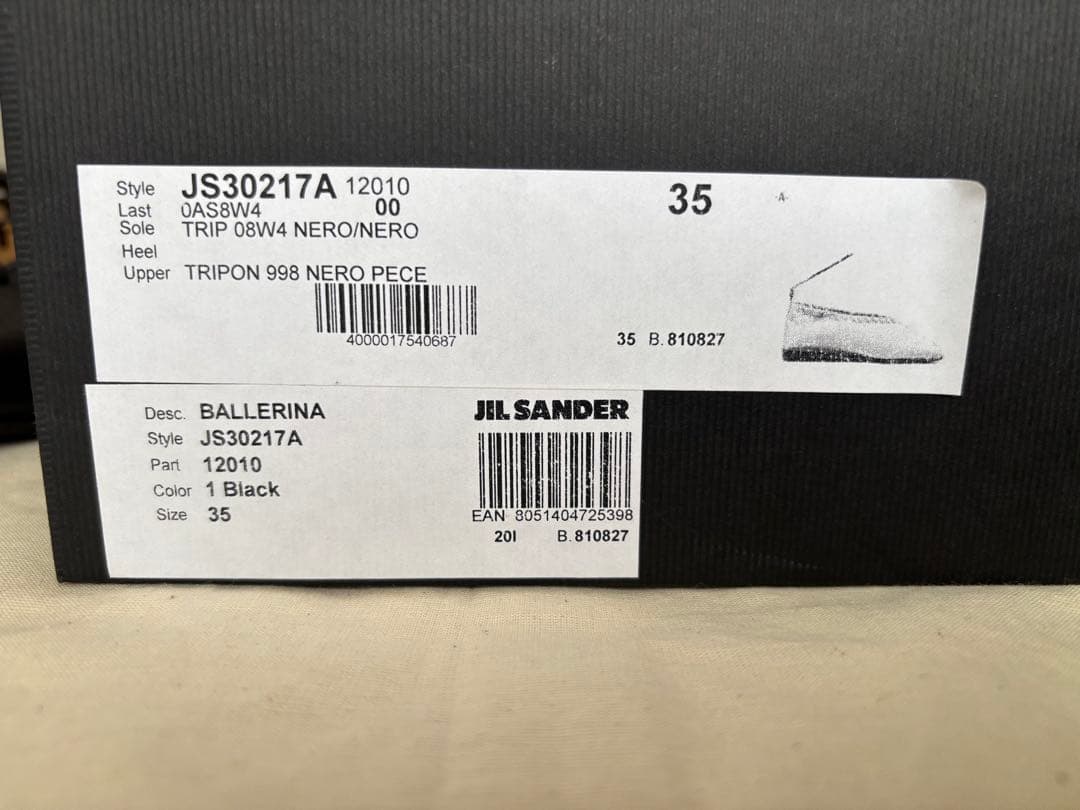 Style JS30217A 12010
35
-A-
Last 0AS8W4 00
Sole TRIP 08W4 NERO/NERO
Heel
Upper TRIPON 998 NERO PECE
4000017540687
35 B. 810827
Desc. BALLERINA
JIL SANDER
Style JS30217A
Part 12010
Color 1 Black
Size 35
EAN 8051404725398
20I B. 810827